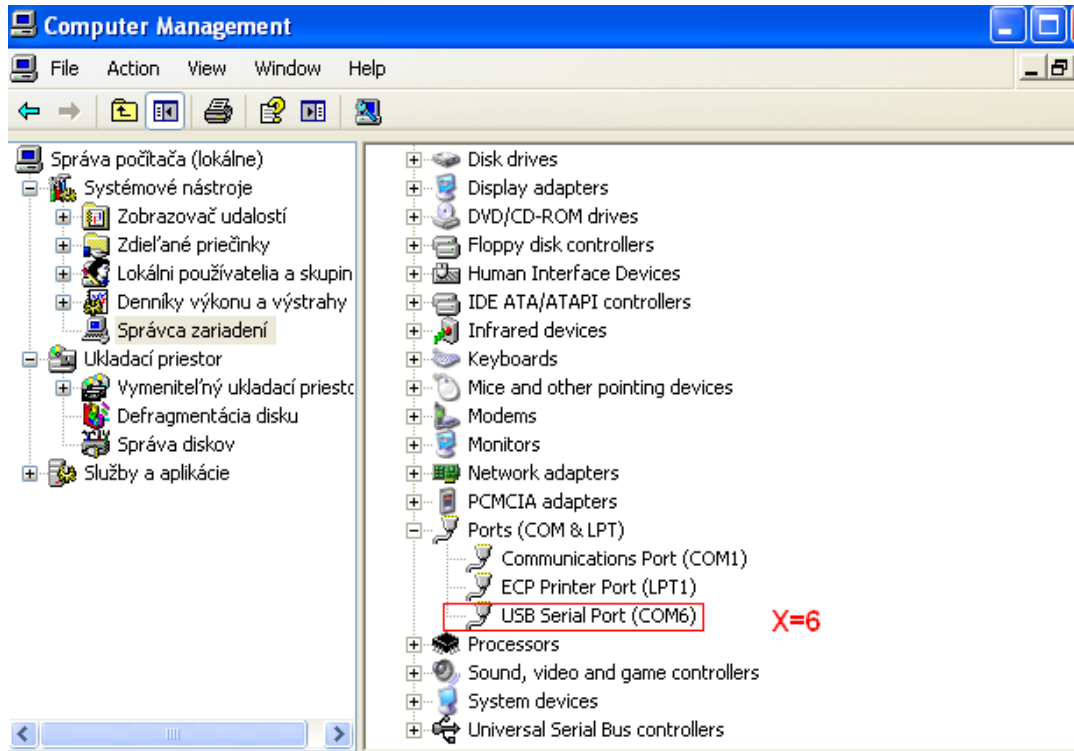 Computer Management
File Action View Window Help
Správa počítača (lokálne)
Systémové nástroje
Zobrazovač udalostí
Zdieľané priečinky
Lokálni používatelia a skupin
Denníky výkonu a výstrahy
Správca zariadení
Ukladací priestor
Vymeniteľný ukladací priesto
Defragmentácia disku
Správa diskov
Služby a aplikácie
Disk drives
Display adapters
DVD/CD-ROM drives
Floppy disk controllers
Human Interface Devices
IDE ATA/ATAPI controllers
Infrared devices
Keyboards
Mice and other pointing devices
Modems
Monitors
Network adapters
PCMCIA adapters
Ports (COM & LPT)
Communications Port (COM1)
ECP Printer Port (LPT1)
USB Serial Port (COM6) X=6
Processors
Sound, video and game controllers
System devices
Universal Serial Bus controllers